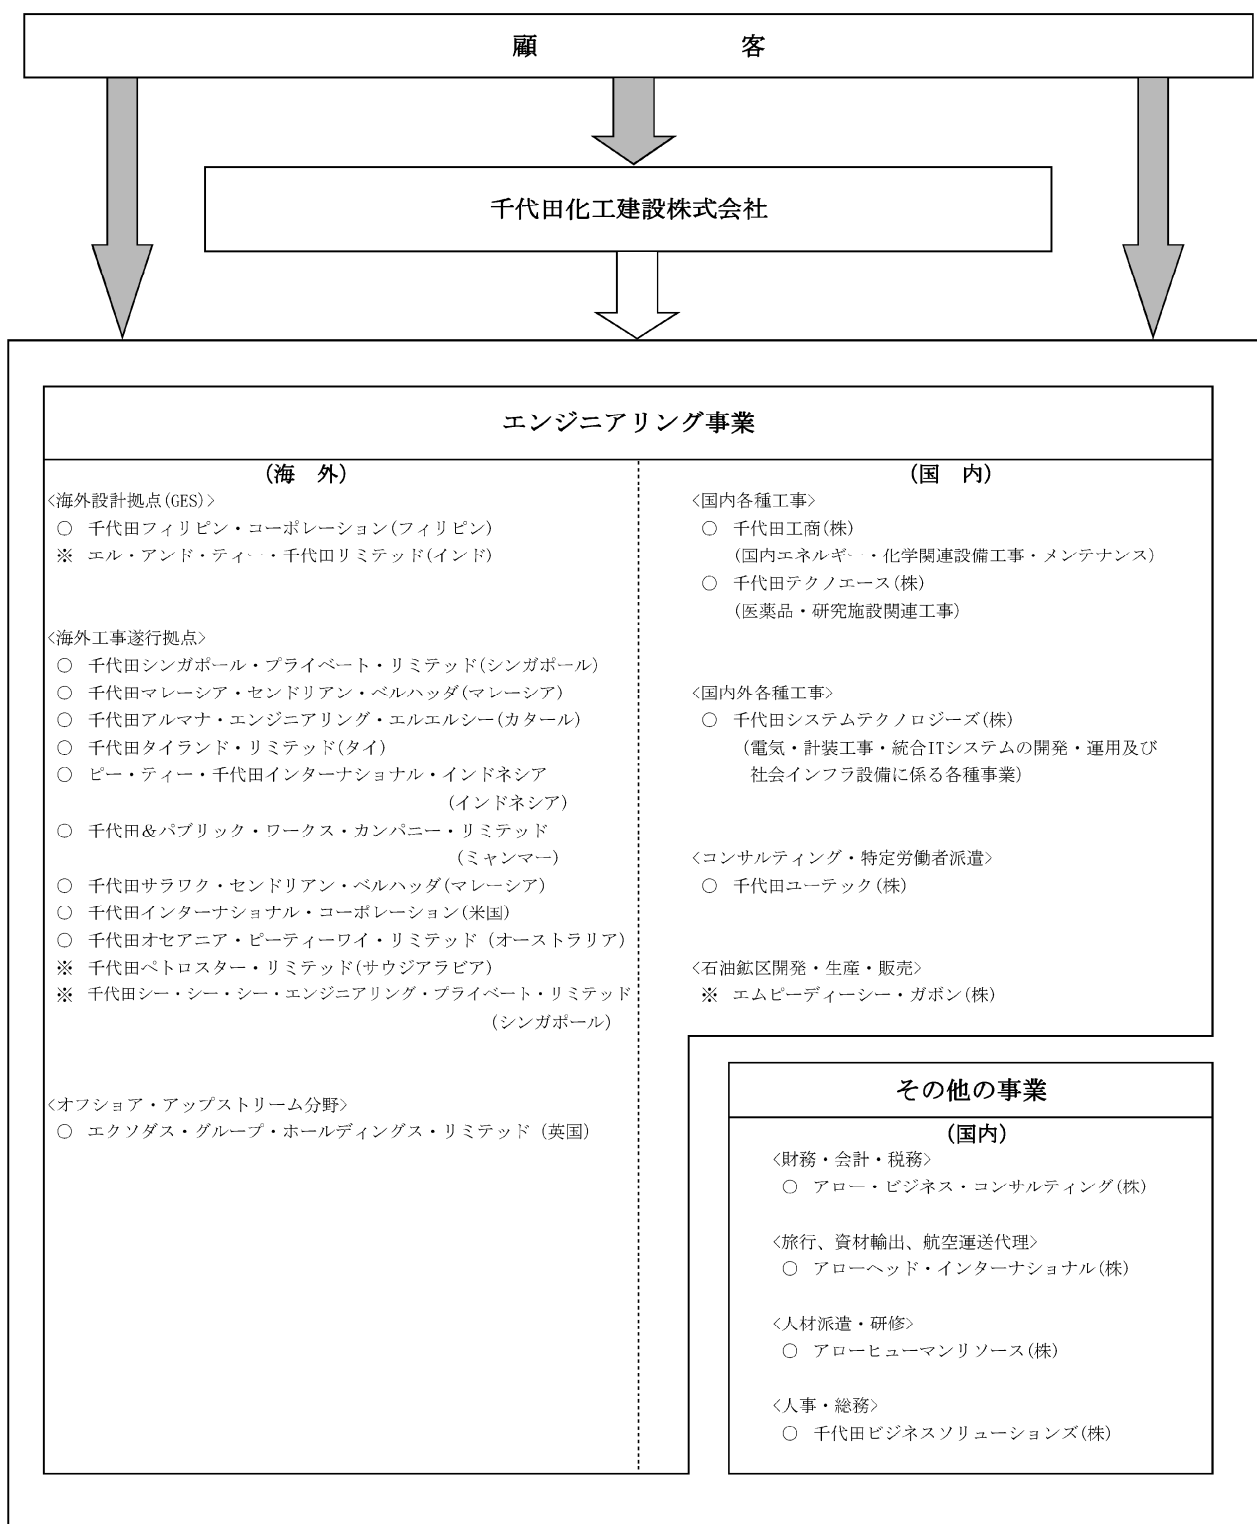 顧　客
千代田化工建設株式会社
エンジニアリング事業
(海　外)
<海外設計拠点(GES)>
○ 千代田フィリピン・コーポレーション(フィリピン)
※ エル・アンド・ティー・千代田リミテッド(インド)
<海外工事遂行拠点>
○ 千代田シンガポール・プライベート・リミテッド(シンガポール)
○ 千代田マレーシア・センドリアン・ベルハッダ(マレーシア)
○ 千代田アルマナ・エンジニアリング・エルエルシー(カタール)
○ 千代田タイランド・リミテッド(タイ)
○ ピー・ティー・千代田インターナショナル・インドネシア
(インドネシア)
○ 千代田＆パブリック・ワークス・カンパニー・リミテッド
(ミャンマー)
○ 千代田サラワク・センドリアン・ベルハッダ(マレーシア)
○ 千代田インターナショナル・コーポレーション(米国)
○ 千代田オセアニア・ピーティーワイ・リミテッド (オーストラリア)
※ 千代田ペトロスター・リミテッド(サウジアラビア)
※ 千代田シー・シー・シー・エンジニアリング・プライベート・リミテッド
(シンガポール)
<オフショア・アップストリーム分野>
○ エクソダス・グループ・ホールディングス・リミテッド (英国)
(国　内)
<国内各種工事>
○ 千代田工商(株)
(国内エネルギー・化学関連設備工事・メンテナンス)
○ 千代田テクノエース(株)
(医薬品・研究施設関連工事)
<国内外各種工事>
○ 千代田システムテクノロジーズ(株)
(電気・計装工事・統合ITシステムの開発・運用及び
社会インフラ設備に係る各種事業)
<コンサルティング・特定労働者派遣>
○ 千代田ユーテック(株)
<石油鉱区開発・生産・販売>
※ エムピーディーシー・ガボン(株)
その他の事業
(国内)
<財務・会計・税務>
○ アロー・ビジネス・コンサルティング(株)
<旅行、資材輸出、航空運送代理>
○ アローヘッド・インターナショナル(株)
<人材派遣・研修>
○ アローヒューマンリソース(株)
<人事・総務>
○ 千代田ビジネスソリューションズ(株)